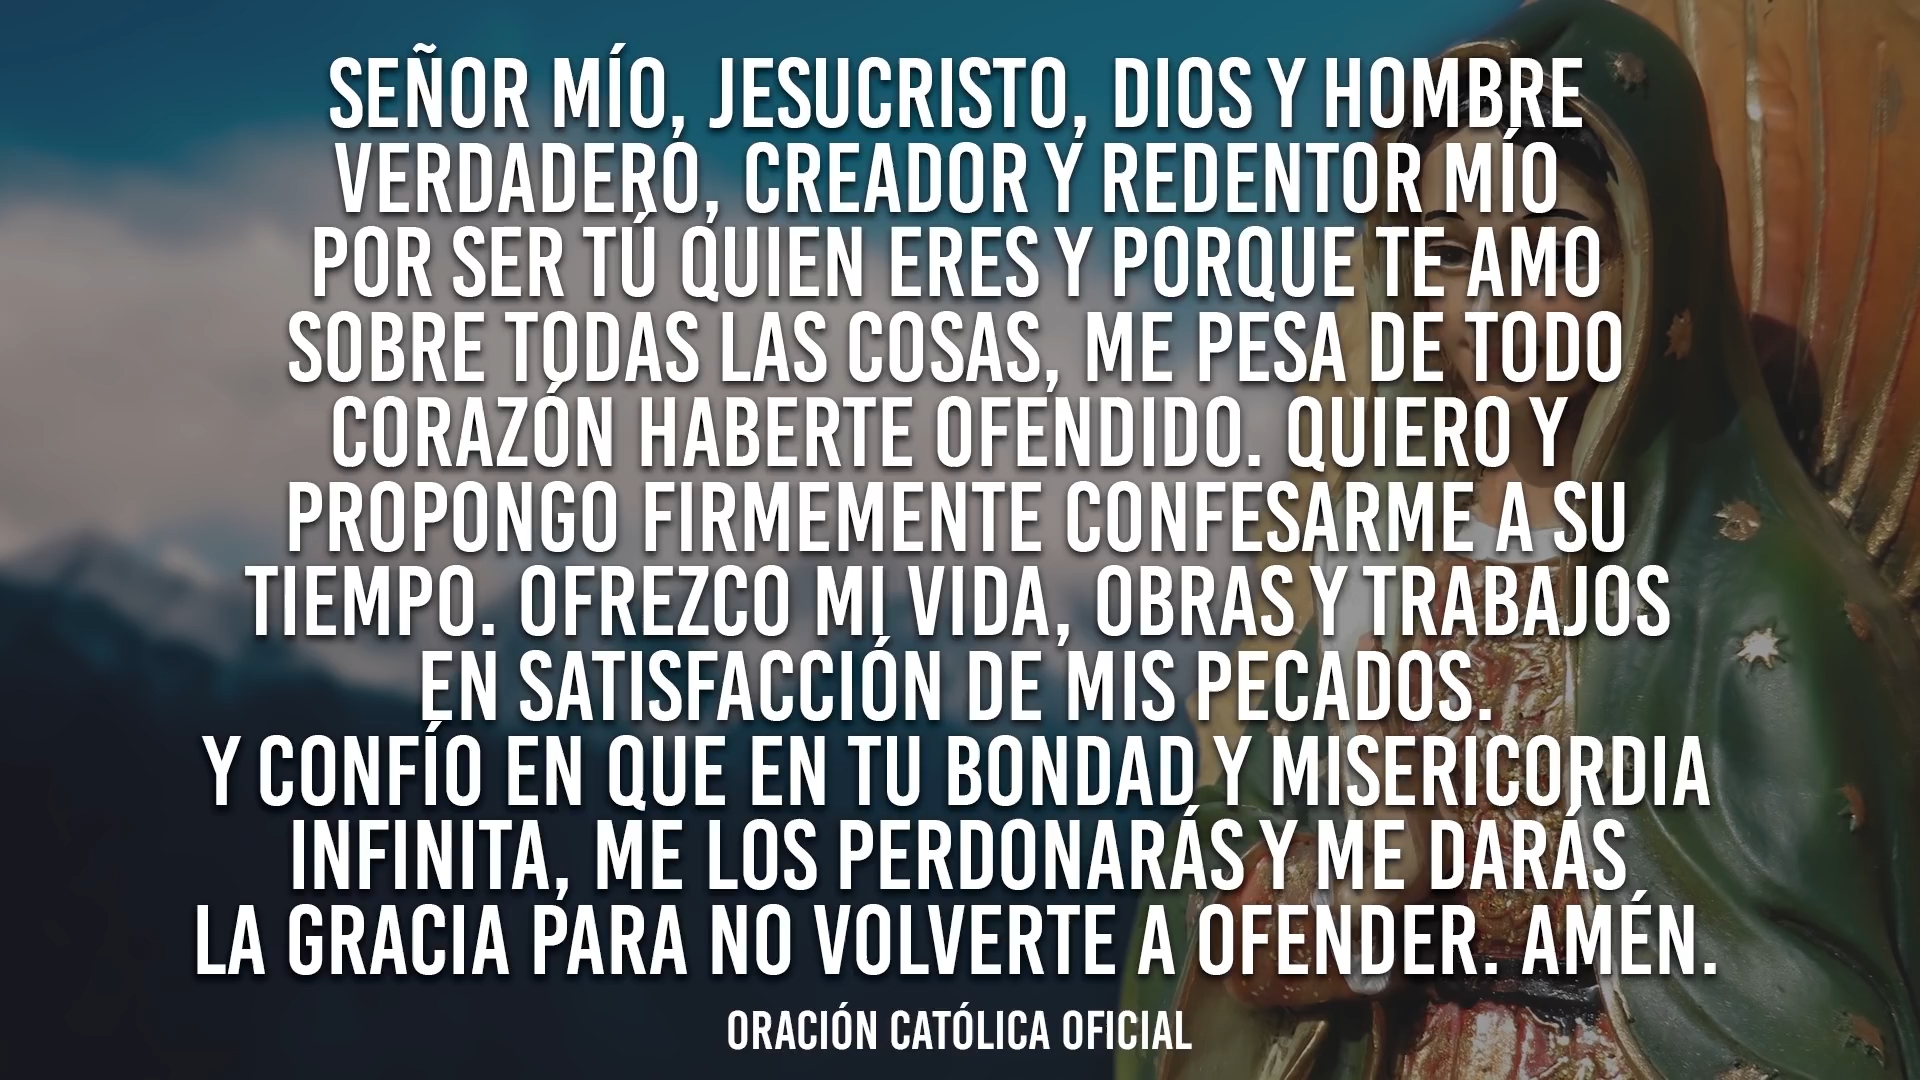 SEÑOR MÍO, JESUCRISTO, DIOS Y HOMBRE
VERDADERO, CREADOR Y REDENTOR MÍO
POR SER TÚ QUIEN ERES Y PORQUE TE AMO
SOBRE TODAS LAS COSAS, ME PESA DE TODO
CORAZÓN HABERTE OFENDIDO. QUIERO Y
PROPONGO FIRMEMENTE CONFESARME A SU
TIEMPO. OFREZCO MI VIDA, OBRAS Y TRABAJOS
EN SATISFACCIÓN DE MIS PECADOS.
Y CONFÍO EN QUE EN TU BONDAD Y MISERICORDIA
INFINITA, ME LOS PERDONARÁS Y ME DARÁS
LA GRACIA PARA NO VOLVERTE A OFENDER. AMÉN.
ORACIÓN CATÓLICA OFICIAL